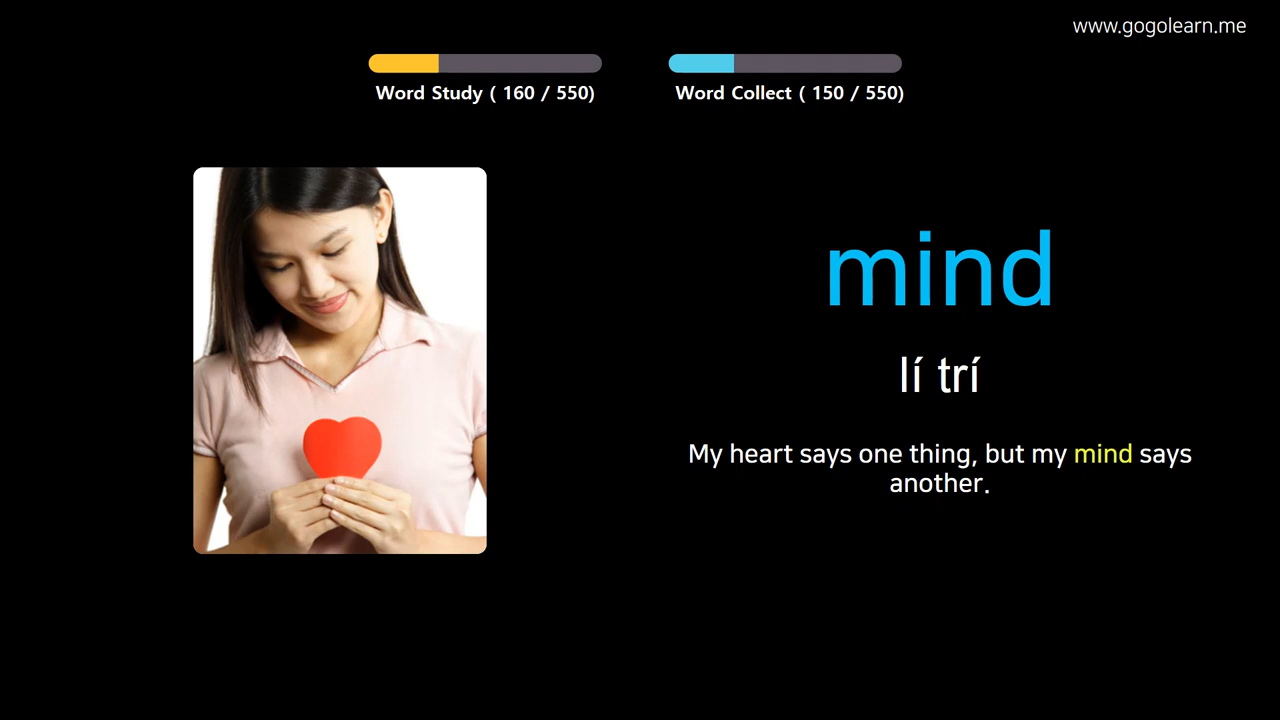 www.gogolearn.me
Word Study ( 160 / 550)
Word Collect ( 150 / 550)
mind
lí trí
My heart says one thing, but my mind says
another.